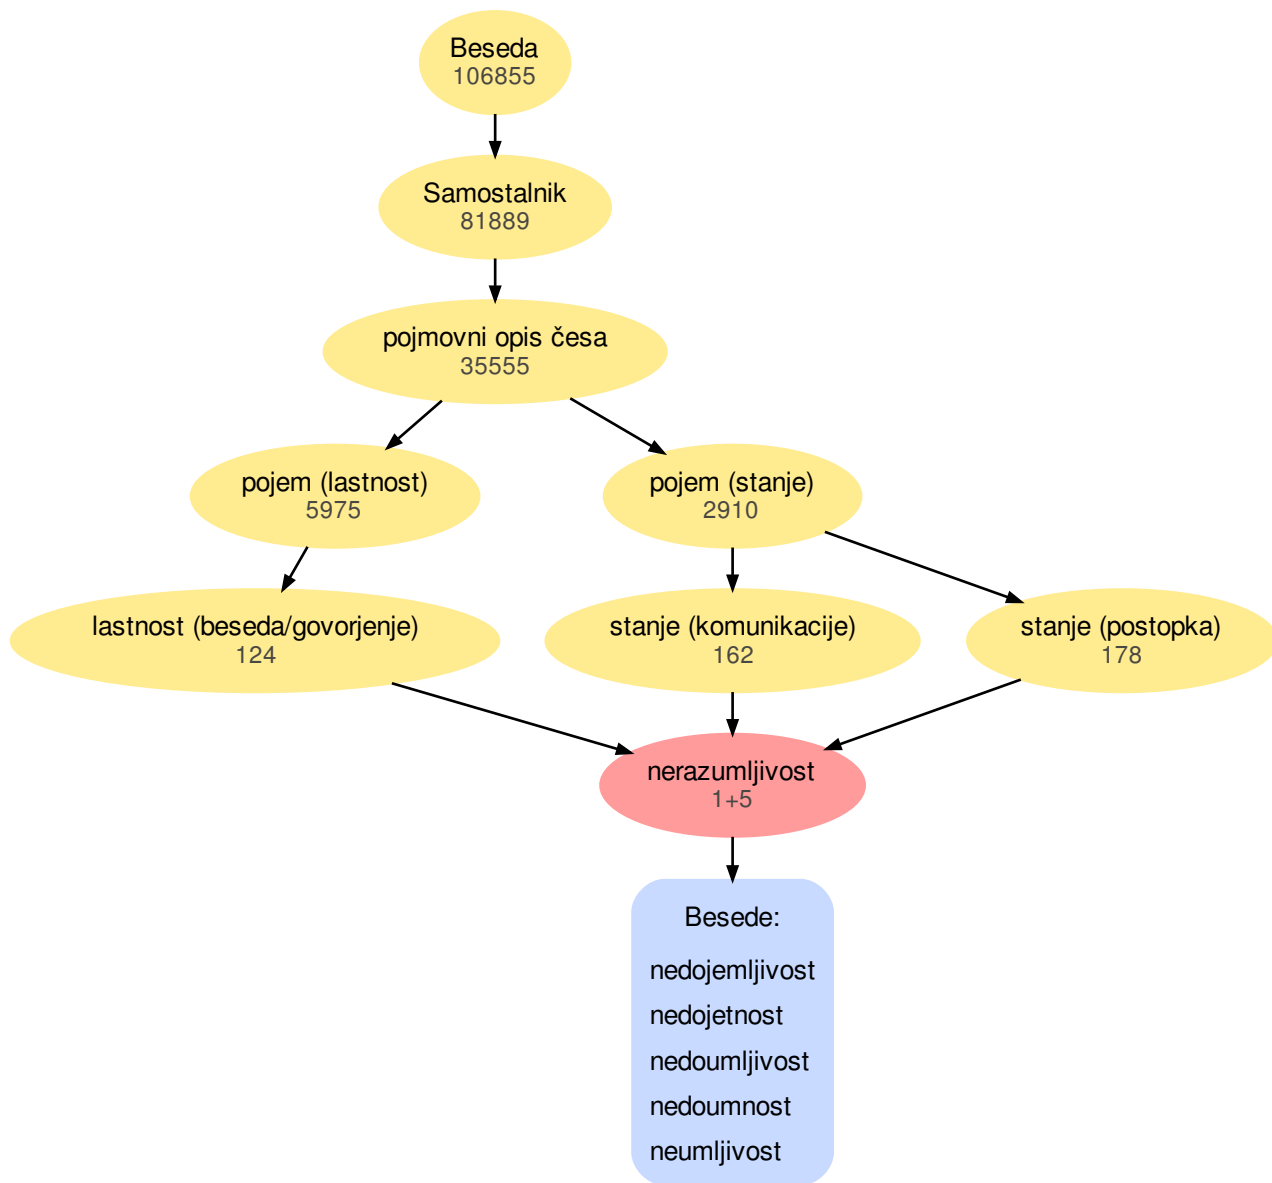 Beseda
106855
Samostalnik
81889
pojmovni opis česa
35555
pojem (lastnost)
5975
pojem (stanje)
2910
lastnost (beseda/govorjenje)
124
stanje (komunikacije)
162
stanje (postopka)
178
nerazumljivost
1+5
Besede:
nedojemljivost
nedojetnost
nedoumljivost
nedoumnost
neumljivost